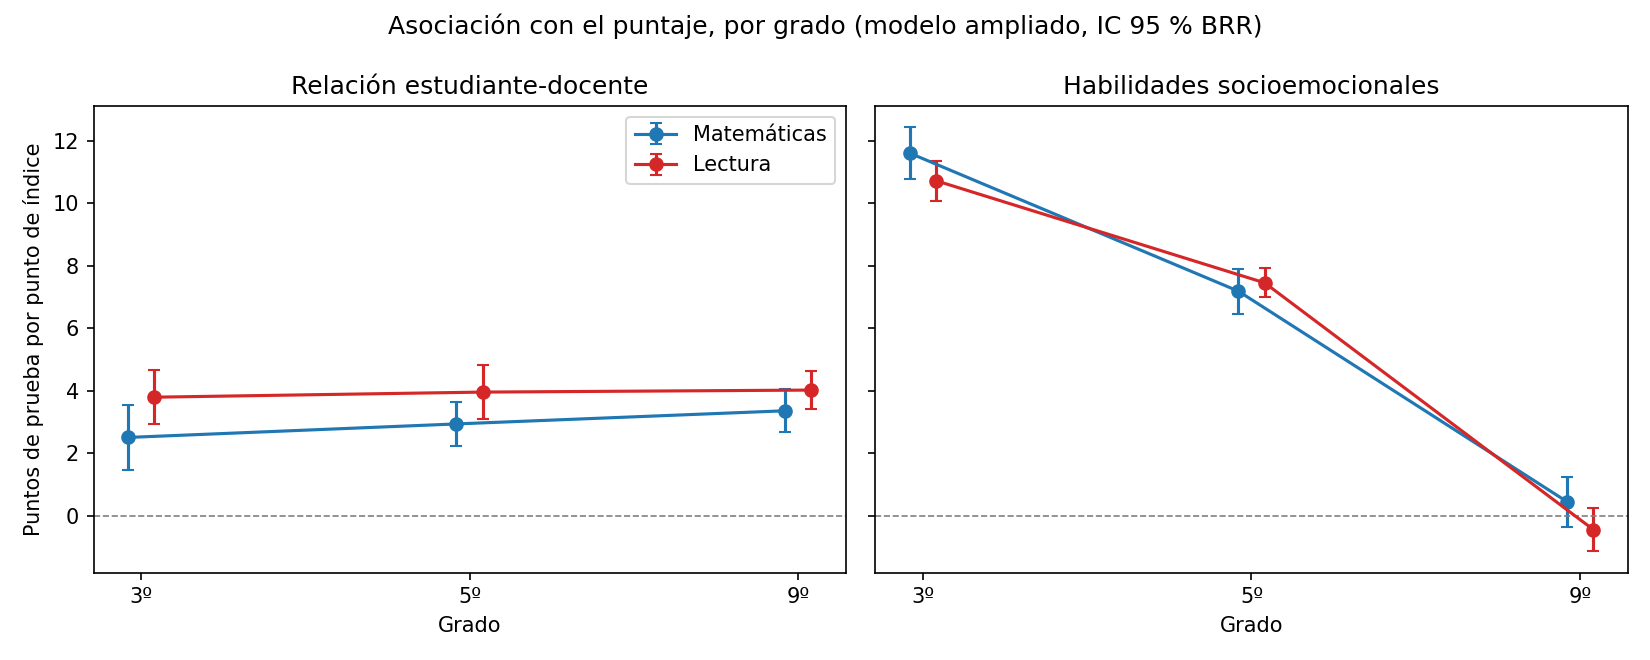 Asociación con el puntaje, por grado (modelo ampliado, IC 95 % BRR)
Relación estudiante-docente
Habilidades socioemocionales
Puntos de prueba por punto de índice
12
10
8
6
4
2
0
Matemáticas
Lectura
3º 5º 9º
3º 5º 9º
Grado
Grado